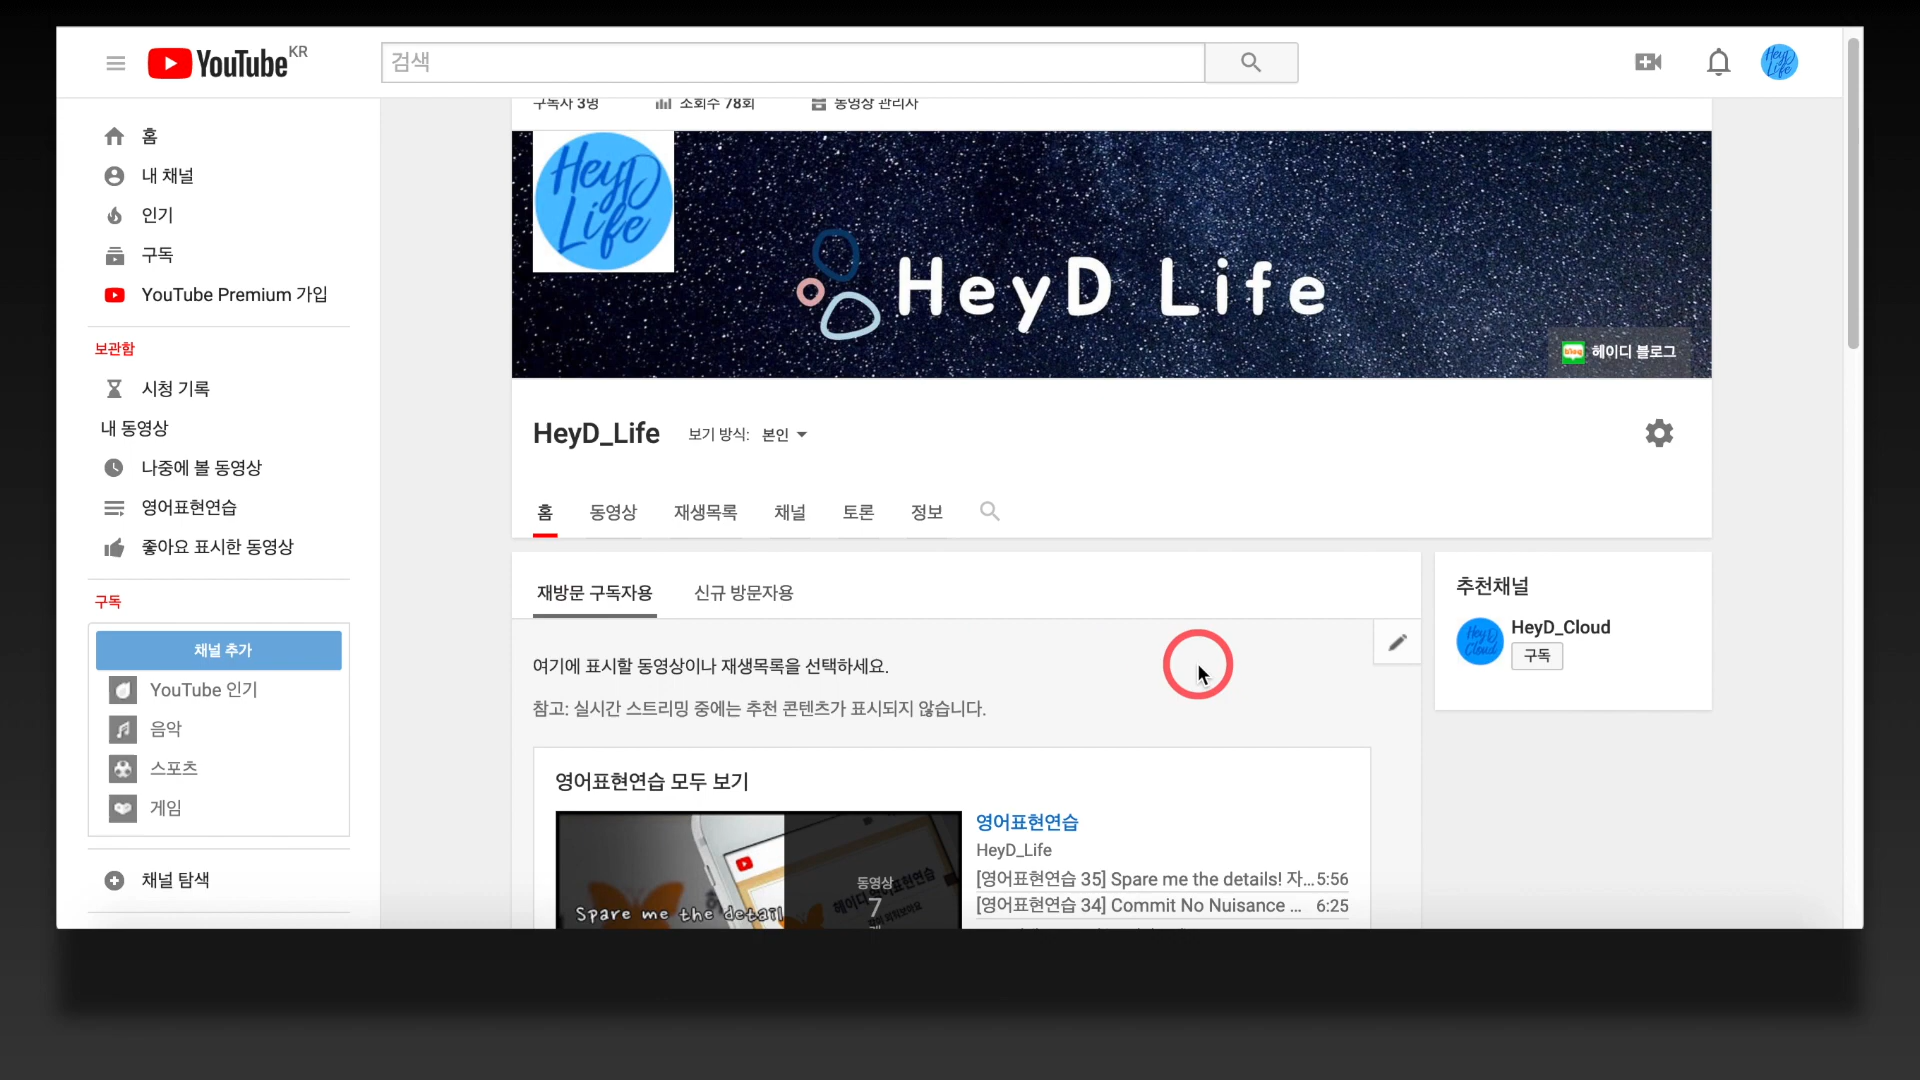 YouTube KR
검색
Hey D Life
구독자 3명 조회수 78회 동영상 관리자
홈
내 채널
인기
구독
YouTube Premium 가입
보관함
시청 기록
내 동영상
나중에 볼 동영상
영어표현연습
좋아요 표시한 동영상
구독
채널 추가
YouTube 인기
음악
스포츠
게임
채널 탐색
HeyD Life
HeyD Life
blog 헤이디 블로그
HeyD_Life 보기 방식: 본인
홈 동영상 재생목록 채널 토론 정보
재방문 구독자용 신규 방문자용
여기에 표시할 동영상이나 재생목록을 선택하세요.
참고: 실시간 스트리밍 중에는 추천 콘텐츠가 표시되지 않습니다.
영어표현연습 모두 보기
Spare me the detail
동영상
7
영어표현연습
HeyD_Life
[영어표현연습 35] Spare me the details! 자... 5:56
[영어표현연습 34] Commit No Nuisance ... 6:25
추천채널
HeyD Cloud
HeyD_Cloud
구독